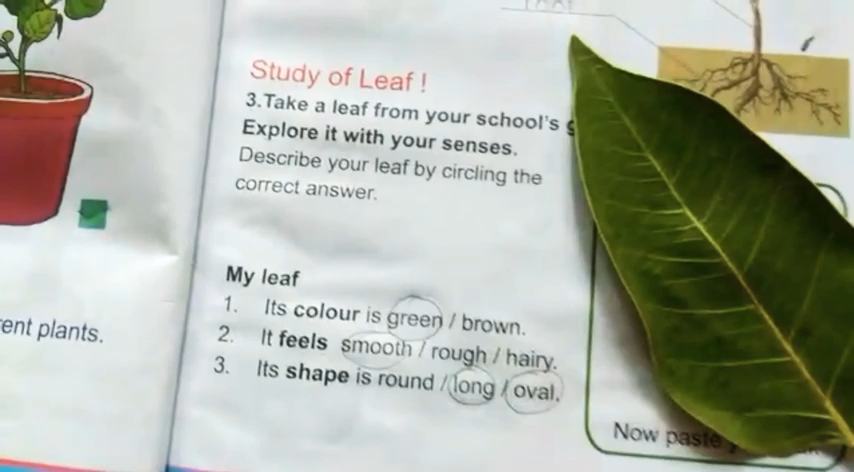 Study of Leaf !
3.Take a leaf from your school's
Explore it with your senses.
Describe your leaf by circling the
correct answer.
My leaf
1. Its colour is green / brown.
2. It feels smooth / rough / hairy.
3. Its shape is round / long / oval.
plants.
Now paste